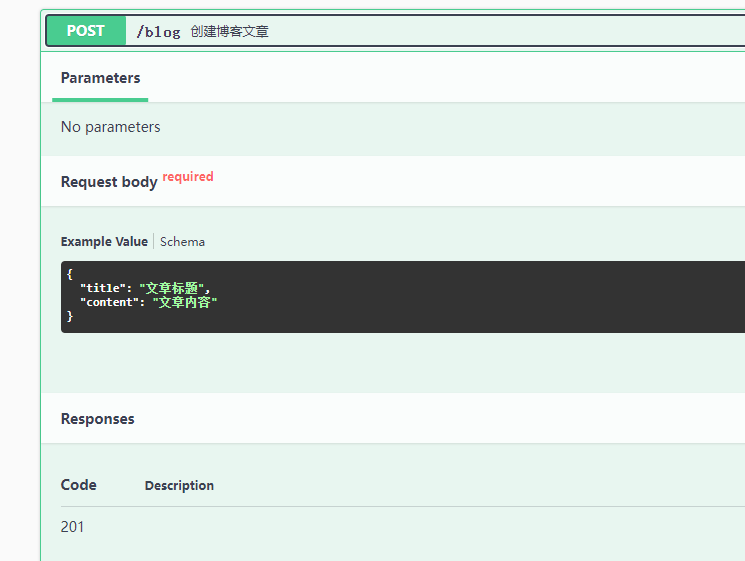 POST /blog 创建博客文章
Parameters
No parameters
Request body required
Example Value Schema
{
"title": "文章标题",
"content": "文章内容"
}
Responses
Code Description
201